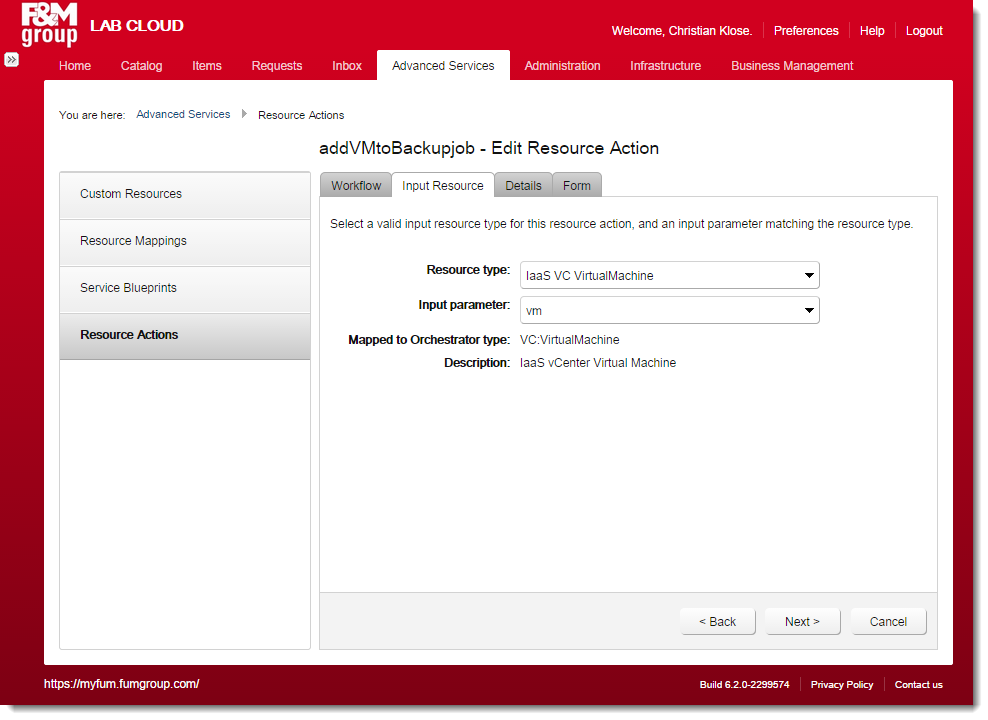 F&M
group
LAB CLOUD
Welcome, Christian Klose. Preferences Help Logout
Home Catalog Items Requests Inbox Advanced Services Administration Infrastructure Business Management
You are here: Advanced Services Resource Actions
addVMtoBackupjob - Edit Resource Action
Custom Resources
Resource Mappings
Service Blueprints
Resource Actions
Workflow Input Resource Details Form
Select a valid input resource type for this resource action, and an input parameter matching the resource type.
Resource type: IaaS VC VirtualMachine
Input parameter: vm
Mapped to Orchestrator type: VC:VirtualMachine
Description: IaaS vCenter Virtual Machine
< Back Next > Cancel
https://myfum.fumgroup.com/ Build 6.2.0-2299574 Privacy Policy Contact us